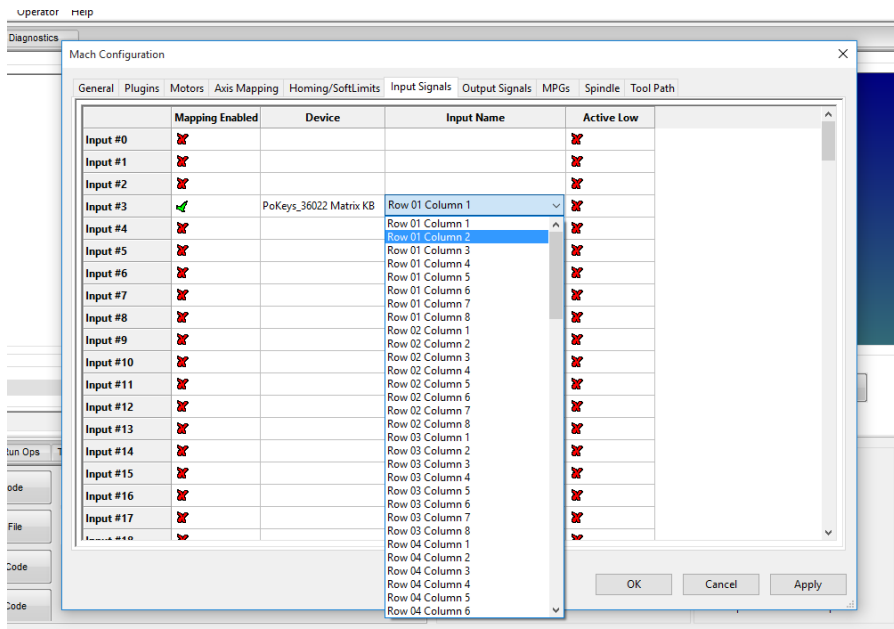 Operator Help
Diagnostics
Mach Configuration
General Plugins Motors Axis Mapping Homing/SoftLimits Input Signals Output Signals MPGs Spindle Tool Path
Mapping Enabled Device Input Name Active Low
Input #0
Input #1
Input #2
Input #3 PoKeys_36022 Matrix KB Row 01 Column 1
Input #4 Row 01 Column 1
Row 01 Column 2
Input #5 Row 01 Column 3
Row 01 Column 4
Input #6 Row 01 Column 5
Input #7 Row 01 Column 6
Row 01 Column 7
Input #8 Row 01 Column 8
Row 02 Column 1
Input #9 Row 02 Column 2
Input #10 Row 02 Column 3
Row 02 Column 4
Input #11 Row 02 Column 5
Row 02 Column 6
Input #12 Row 02 Column 7
Input #13 Row 02 Column 8
Row 03 Column 1
Input #14 Row 03 Column 2
Run Ops
Row 03 Column 3
Input #15 Row 03 Column 4
ode
Row 03 Column 5
Input #16 Row 03 Column 6
Input #17 Row 03 Column 7
File
Row 03 Column 8
Input #18 Row 04 Column 1
Row 04 Column 2
Code
Row 04 Column 3
Row 04 Column 4
OK Cancel Apply
Row 04 Column 5
Code
Row 04 Column 6